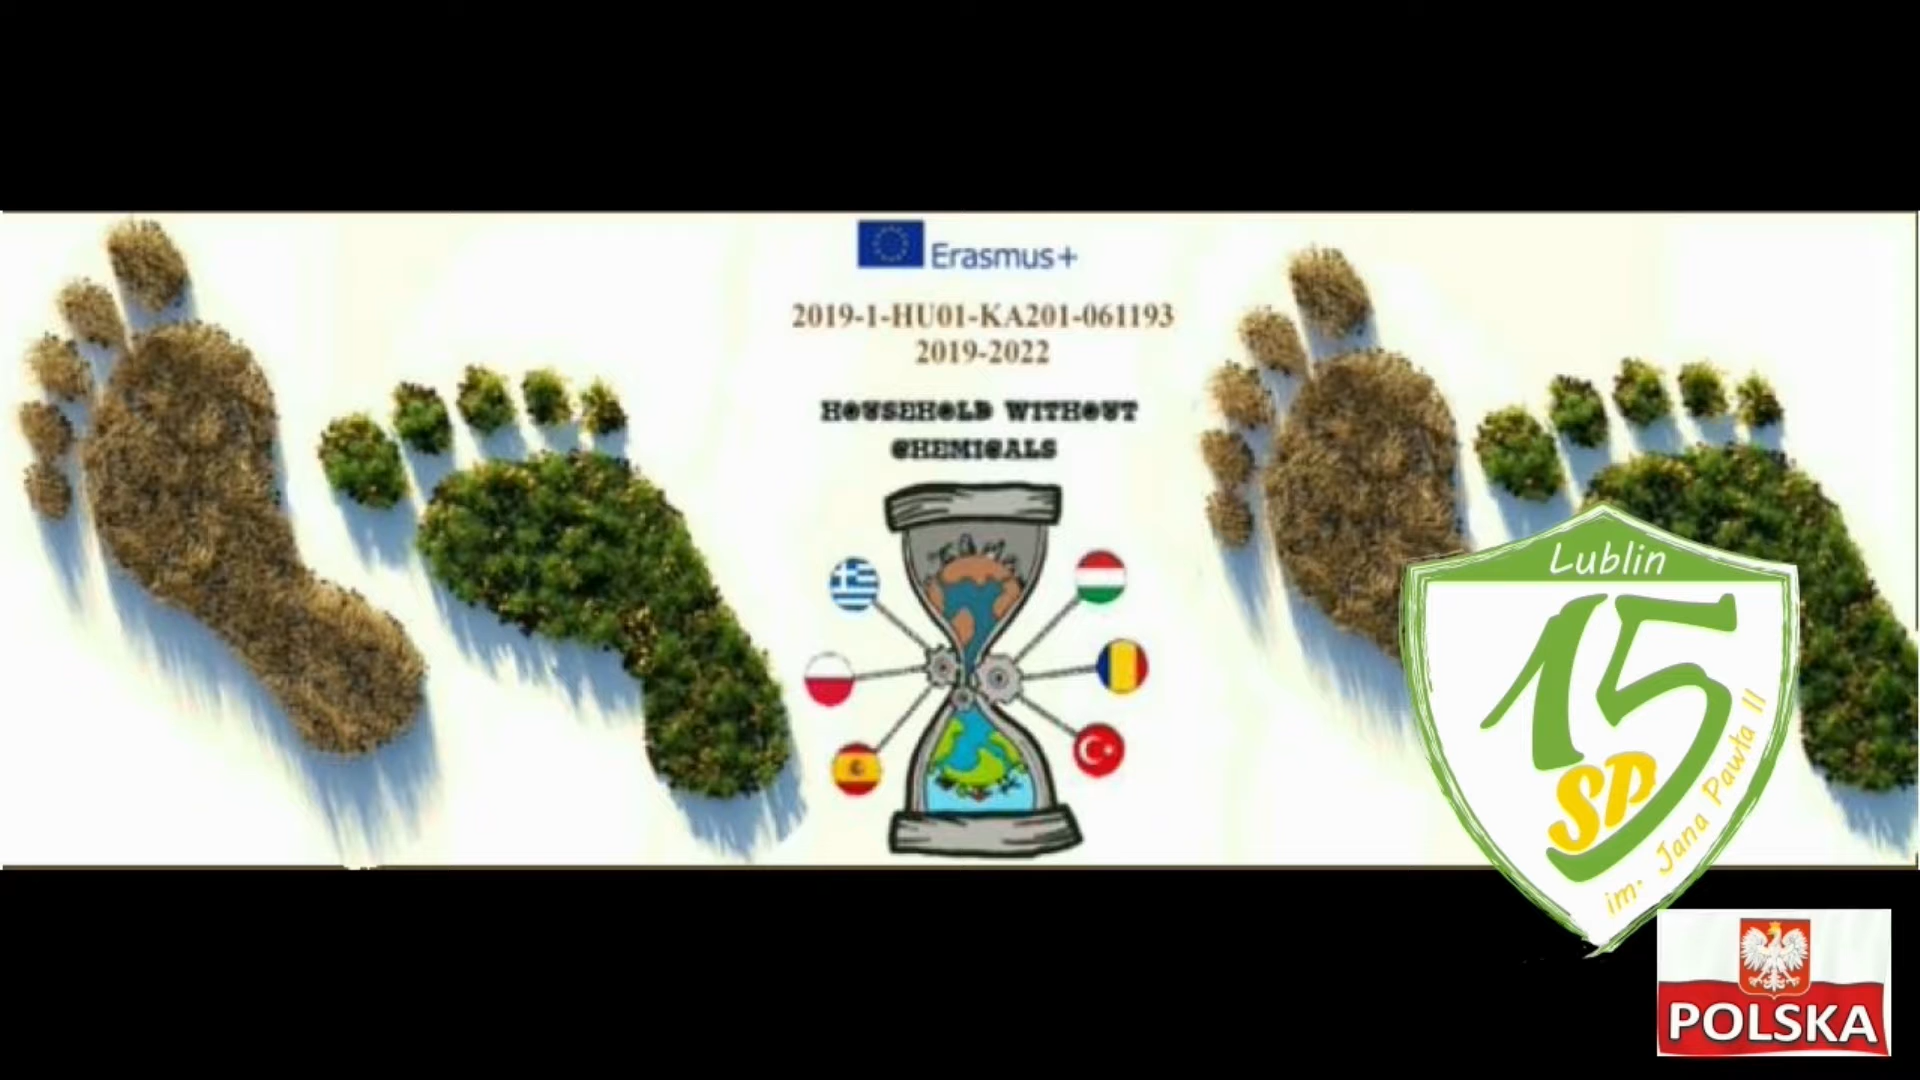 Erasmus+
2019-1-HU01-KA201-061193
2019-2022
HOUSEHOLD WITHOUT
CHEMICALS
Lublin
15
SP
im. Jana Pawła II
POLSKA